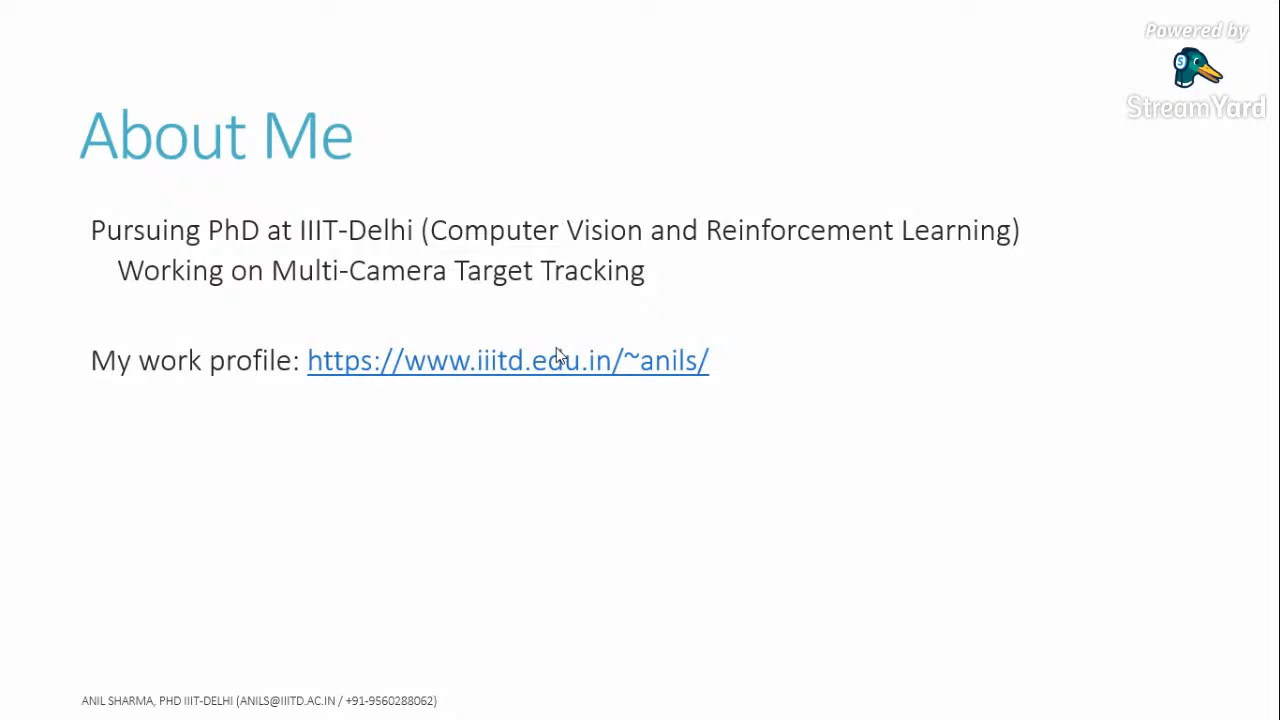 Powered by
StreamYard
About Me
Pursuing PhD at IIIT-Delhi (Computer Vision and Reinforcement Learning)
Working on Multi-Camera Target Tracking
My work profile: https://www.iiitd.edu.in/~anils/
ANIL SHARMA, PHD IIIT-DELHI (ANILS@IIITD.AC.IN / +91-9560288062)